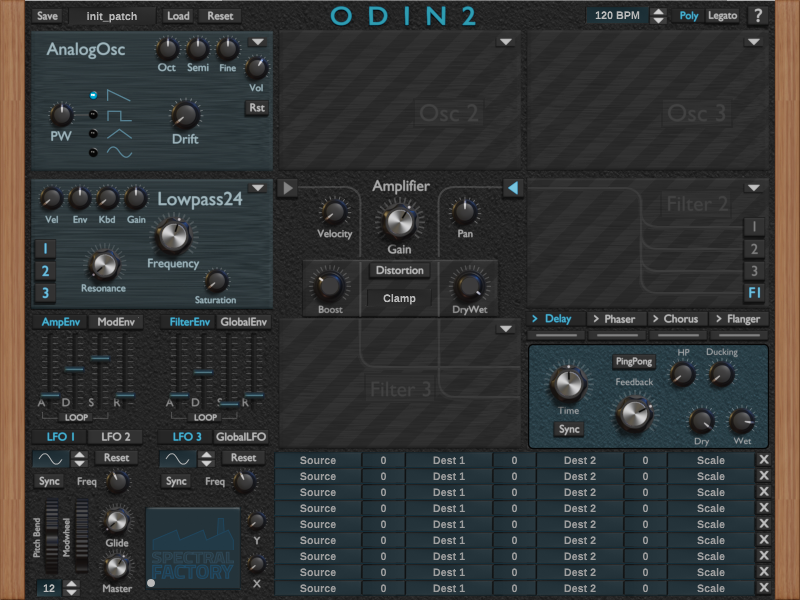 Save init_patch Load Reset ODIN2 120 BPM Poly Legato ?
AnalogOsc
Oct Semi Fine
Vol
Rst
PW Drift
Osc 2
Osc 3
Lowpass24
Vel Env Kbd Gain
Frequency
1
2
3
Resonance
Saturation
Amplifier
Velocity Gain Pan
Distortion
Clamp
Boost DryWet
Filter 2
1
2
3
F1
AmpEnv ModEnv FilterEnv GlobalEnv
A D S R A D S R
LOOP LOOP
Filter 3
> Delay > Phaser > Chorus > Flanger
HP Ducking
PingPong
Feedback
Time
Sync
Dry Wet
LFO 1 LFO 2 LFO 3 GlobalLFO
Reset Reset
Sync Freq Sync Freq
Pitch Bend
Modwheel
Glide
Master
12
SPECTRAL
FACTORY
Y
X
Source 0 Dest 1 0 Dest 2 0 Scale X
Source 0 Dest 1 0 Dest 2 0 Scale X
Source 0 Dest 1 0 Dest 2 0 Scale X
Source 0 Dest 1 0 Dest 2 0 Scale X
Source 0 Dest 1 0 Dest 2 0 Scale X
Source 0 Dest 1 0 Dest 2 0 Scale X
Source 0 Dest 1 0 Dest 2 0 Scale X
Source 0 Dest 1 0 Dest 2 0 Scale X
Source 0 Dest 1 0 Dest 2 0 Scale X